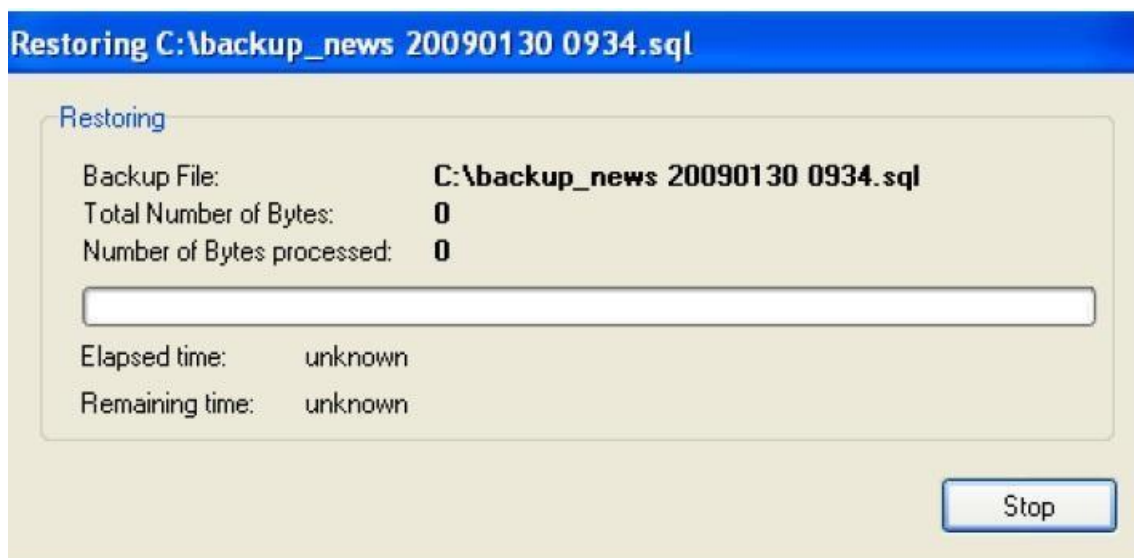 Restoring C:\backup_news 20090130 0934.sql
Restoring
Backup File: C:\backup_news 20090130 0934.sql
Total Number of Bytes: 0
Number of Bytes processed: 0
Elapsed time: unknown
Remaining time: unknown
Stop